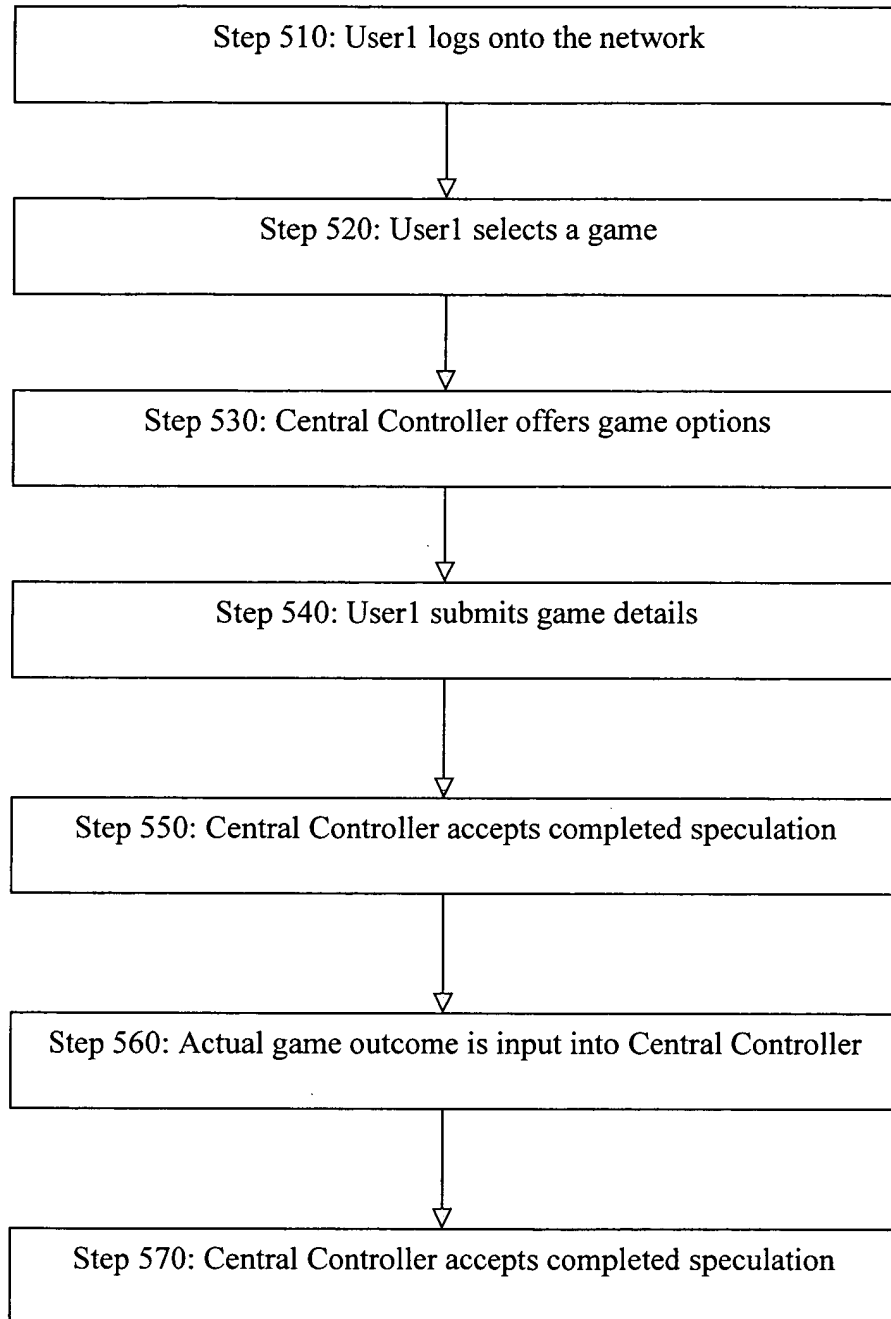 Step 510: User1 logs onto the network
Step 520: User1 selects a game
Step 530: Central Controller offers game options
Step 540: User1 submits game details
Step 550: Central Controller accepts completed speculation
Step 560: Actual game outcome is input into Central Controller
Step 570: Central Controller accepts completed speculation